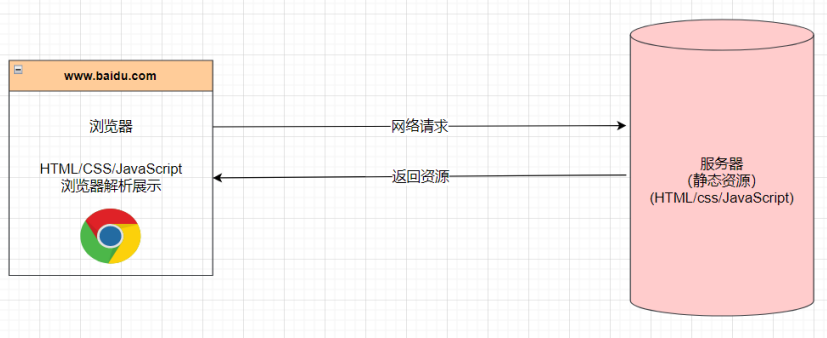 www.baidu.com
浏览器
网络请求
HTML/CSS/JavaScript
浏览器解析展示
返回资源
服务器
(静态资源)
(HTML/css/JavaScript)